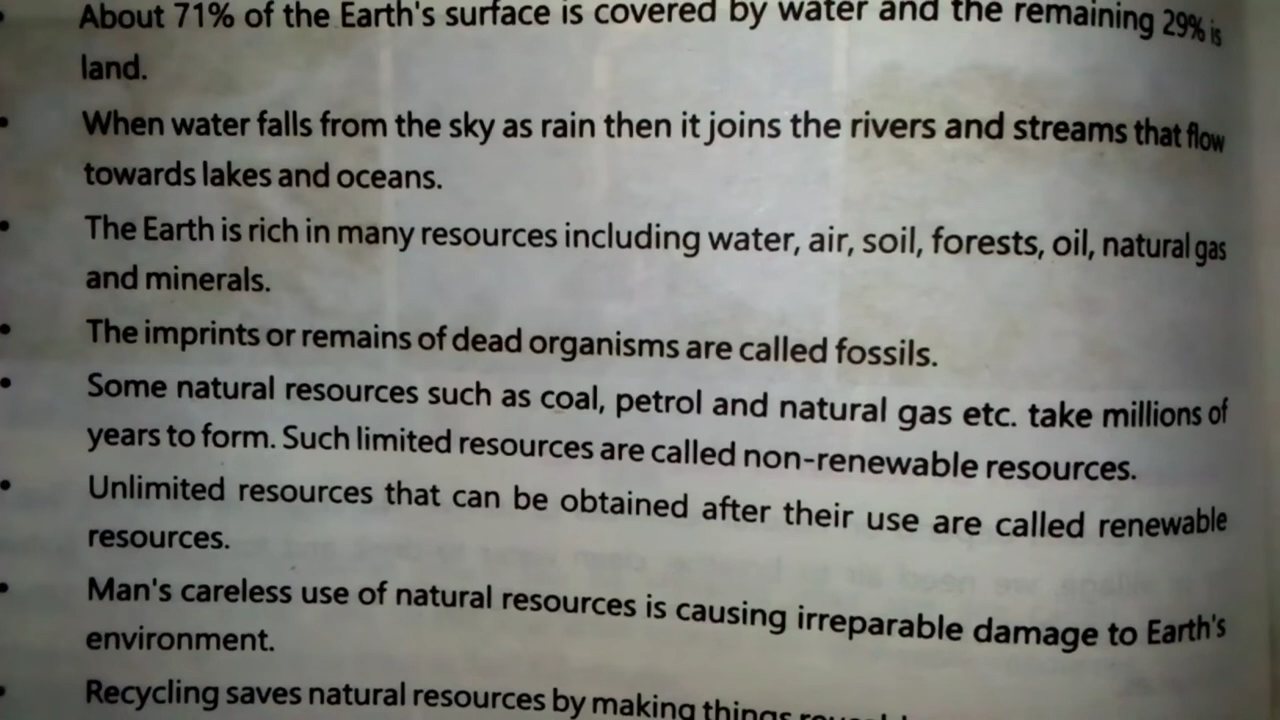 • About 71% of the Earth's surface is covered by water and the remaining 29% is
land.
• When water falls from the sky as rain then it joins the rivers and streams that flow
towards lakes and oceans.
• The Earth is rich in many resources including water, air, soil, forests, oil, natural gas
and minerals.
• The imprints or remains of dead organisms are called fossils.
• Some natural resources such as coal, petrol and natural gas etc. take millions of
years to form. Such limited resources are called non-renewable resources.
• Unlimited resources that can be obtained after their use are called renewable
resources.
• Man's careless use of natural resources is causing irreparable damage to Earth's
environment.
• Recycling saves natural resources by making things